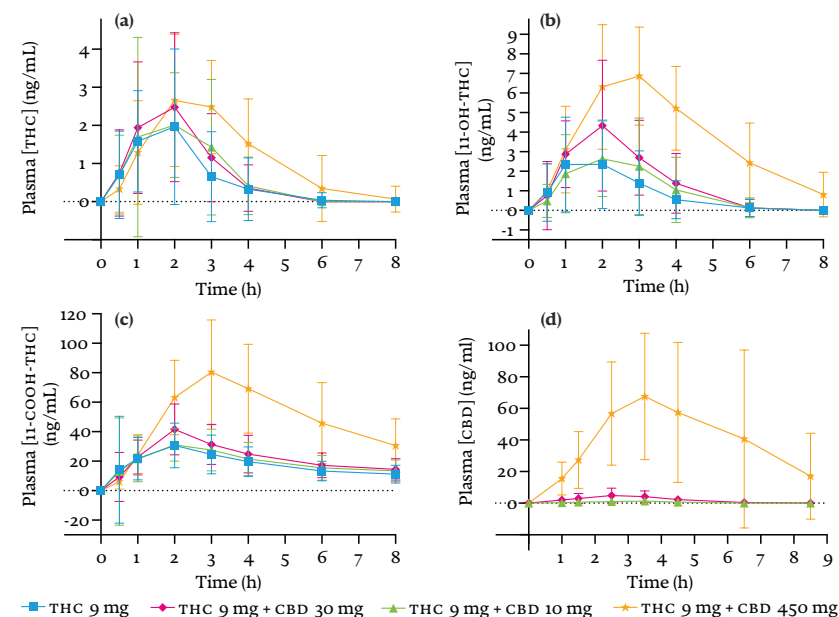 (a)
Plasma [THC] (ng/mL)
4
3
2
1
0
0 1 2 3 4 5 6 7 8
Time (h)
(b)
Plasma [11-OH-THC]
(ng/mL)
9
8
7
6
5
4
3
2
1
0
-1
0 1 2 3 4 5 6 7 8
Time (h)
(c)
Plasma [11-COOH-THC]
(ng/mL)
120
100
80
60
40
20
0
-20
0 1 2 3 4 5 6 7 8
Time (h)
(d)
Plasma [CBD] (ng/ml)
100
80
60
40
20
0
1 2 3 4 5 6 7 8 9
Time (h)
THC 9 mg THC 9 mg + CBD 30 mg THC 9 mg + CBD 10 mg THC 9 mg + CBD 450 mg